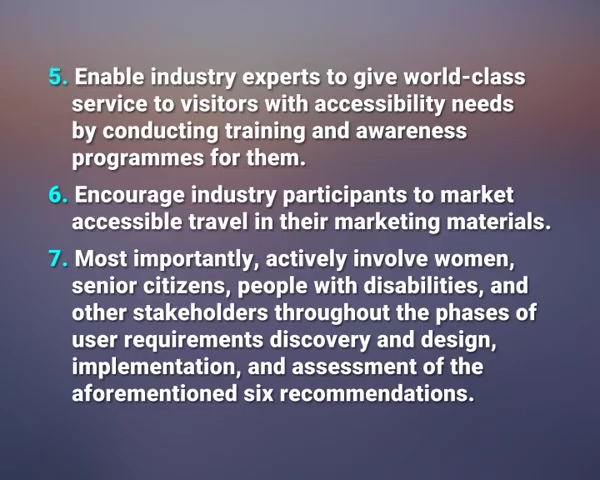 5. Enable industry experts to give world-class
service to visitors with accessibility needs
by conducting training and awareness
programmes for them.
6. Encourage industry participants to market
accessible travel in their marketing materials.
7. Most importantly, actively involve women,
senior citizens, people with disabilities, and
other stakeholders throughout the phases of
user requirements discovery and design,
implementation, and assessment of the
aforementioned six recommendations.